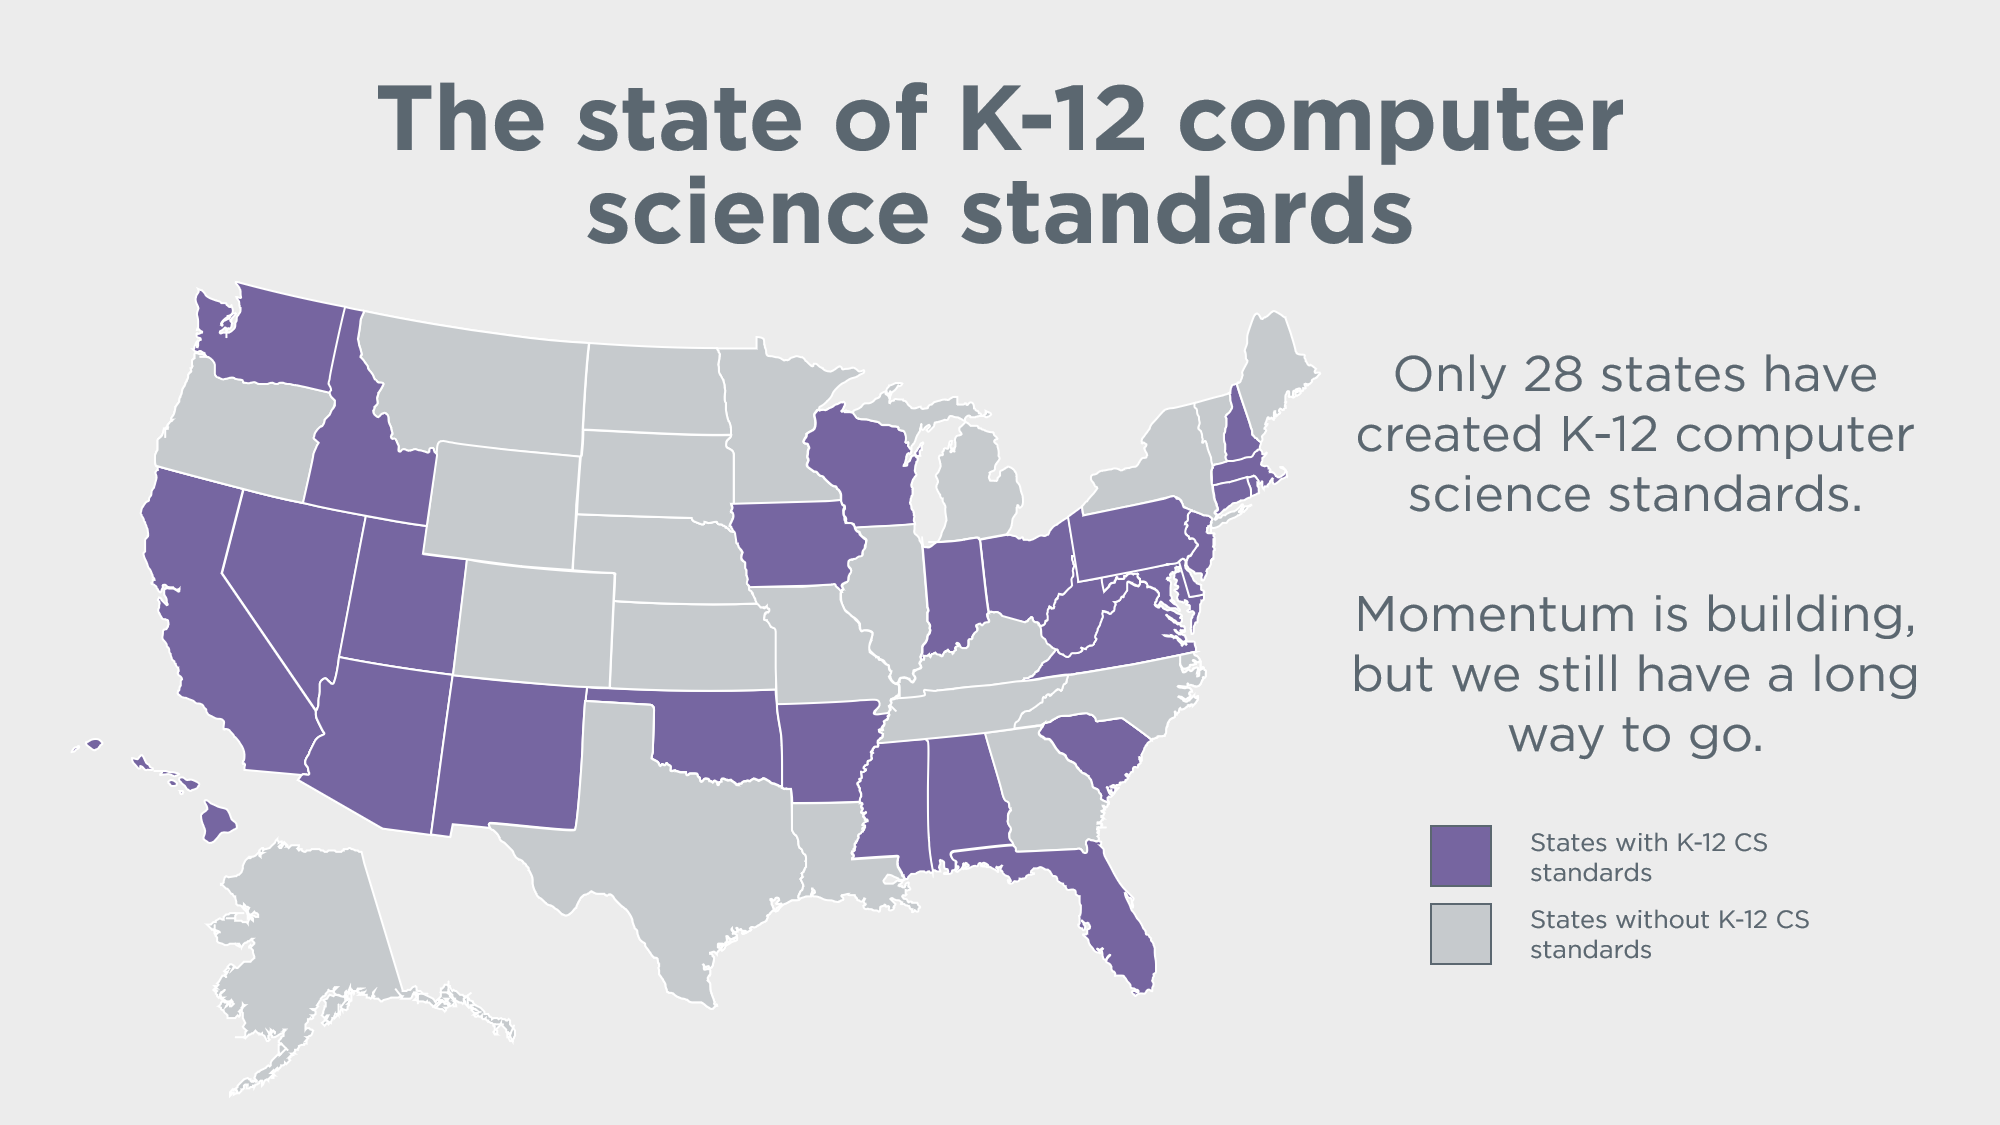 The state of K-12 computer
science standards
Only 28 states have
created K-12 computer
science standards.
Momentum is building,
but we still have a long
way to go.
States with K-12 CS
standards
States without K-12 CS
standards